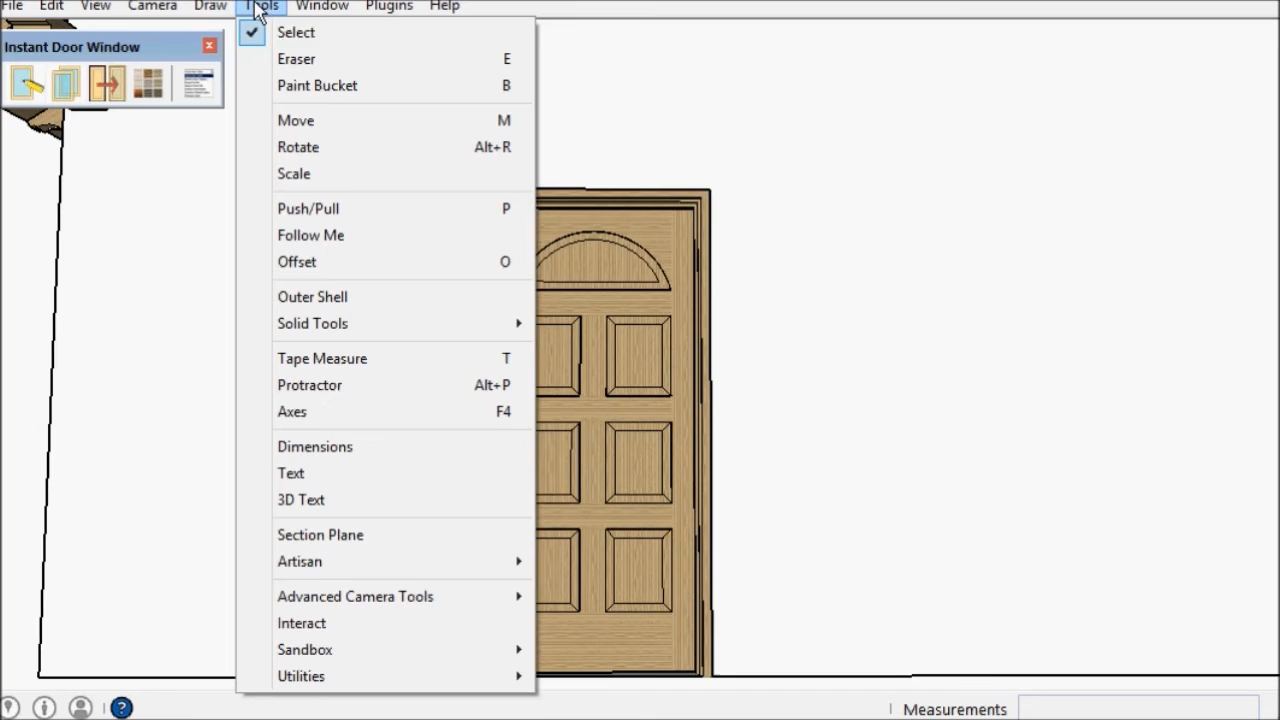 File Edit View Camera Draw Tools Window Plugins Help
Instant Door Window
Select
Eraser E
Paint Bucket B
Move M
Rotate Alt+R
Scale
Push/Pull P
Follow Me
Offset O
Outer Shell
Solid Tools
Tape Measure T
Protractor Alt+P
Axes F4
Dimensions
Text
3D Text
Section Plane
Artisan
Advanced Camera Tools
Interact
Sandbox
Utilities
Measurements